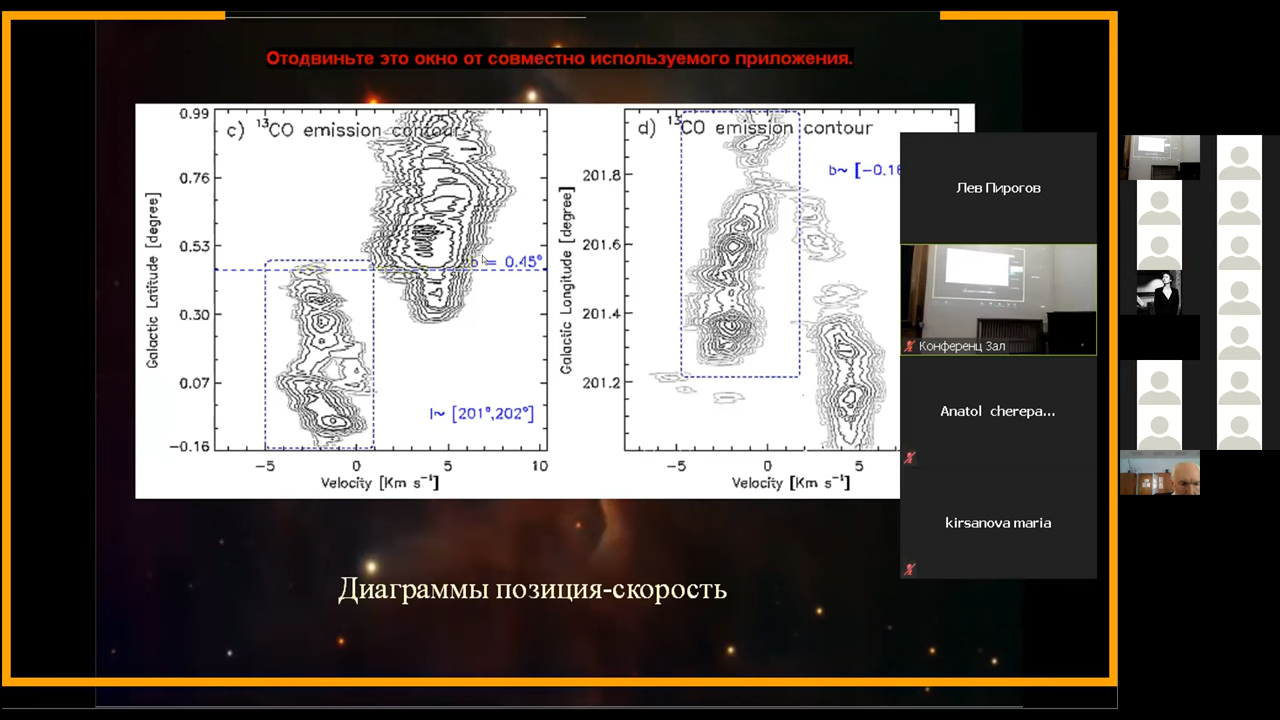 Отодвиньте это окно от совместно используемого приложения.
c) ¹³CO emission contour
0.99
0.76
0.53
0.30
0.07
−0.16
Galactic Latitude [degree]
b = 0.45°
l~ [201°,202°]
−5
0
5
10
Velocity [Km s⁻¹]
d) ¹³CO emission contour
b~ [−0.16
201.8
201.6
201.4
201.2
Galactic Longitude [degree]
−5
0
5
Velocity [Km s⁻¹]
Диаграммы позиция-скорость
Лев Пирогов
Конференц Зал
Anatol cherepa...
kirsanova maria